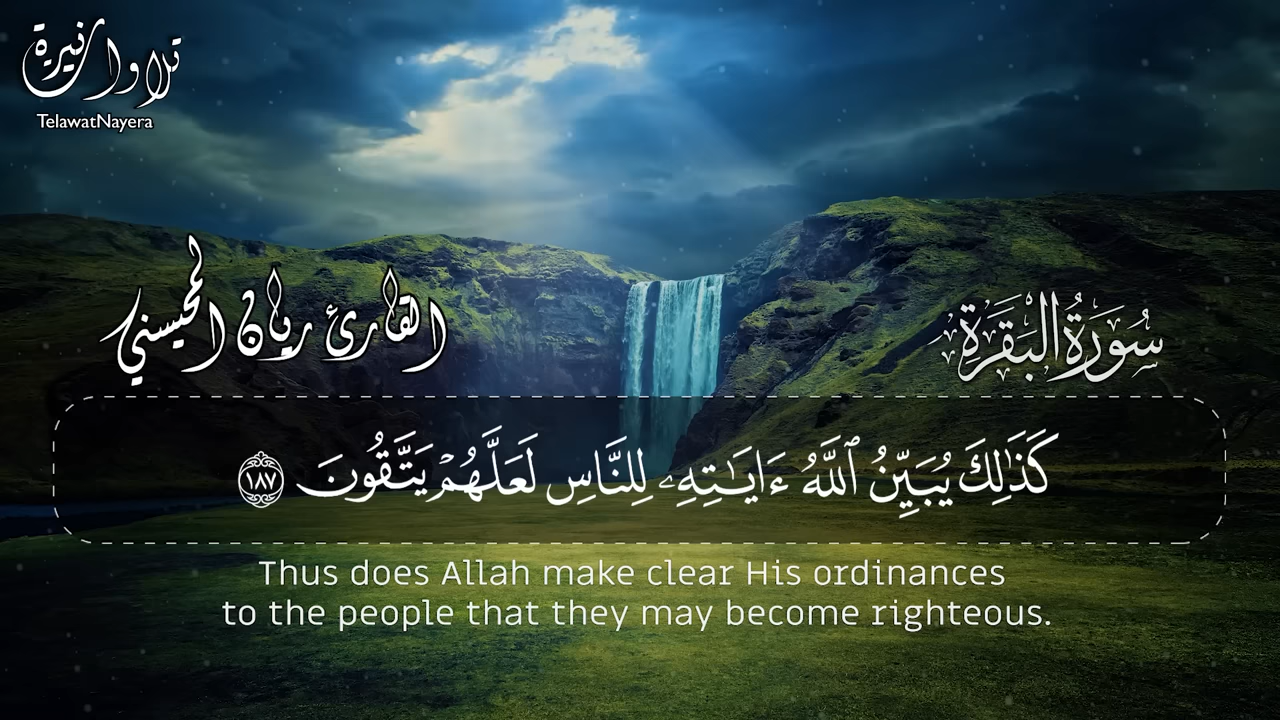 تلاوات نيرة
TelawatNayera
سُورَةُ البَقَرَةِ
القارئ ريان المحيسني
كَذَٰلِكَ يُبَيِّنُ ٱللَّهُ ءَايَـٰتِهِۦ لِلنَّاسِ لَعَلَّهُمۡ يَتَّقُونَ ١٨٧
Thus does Allah make clear His ordinances
to the people that they may become righteous.